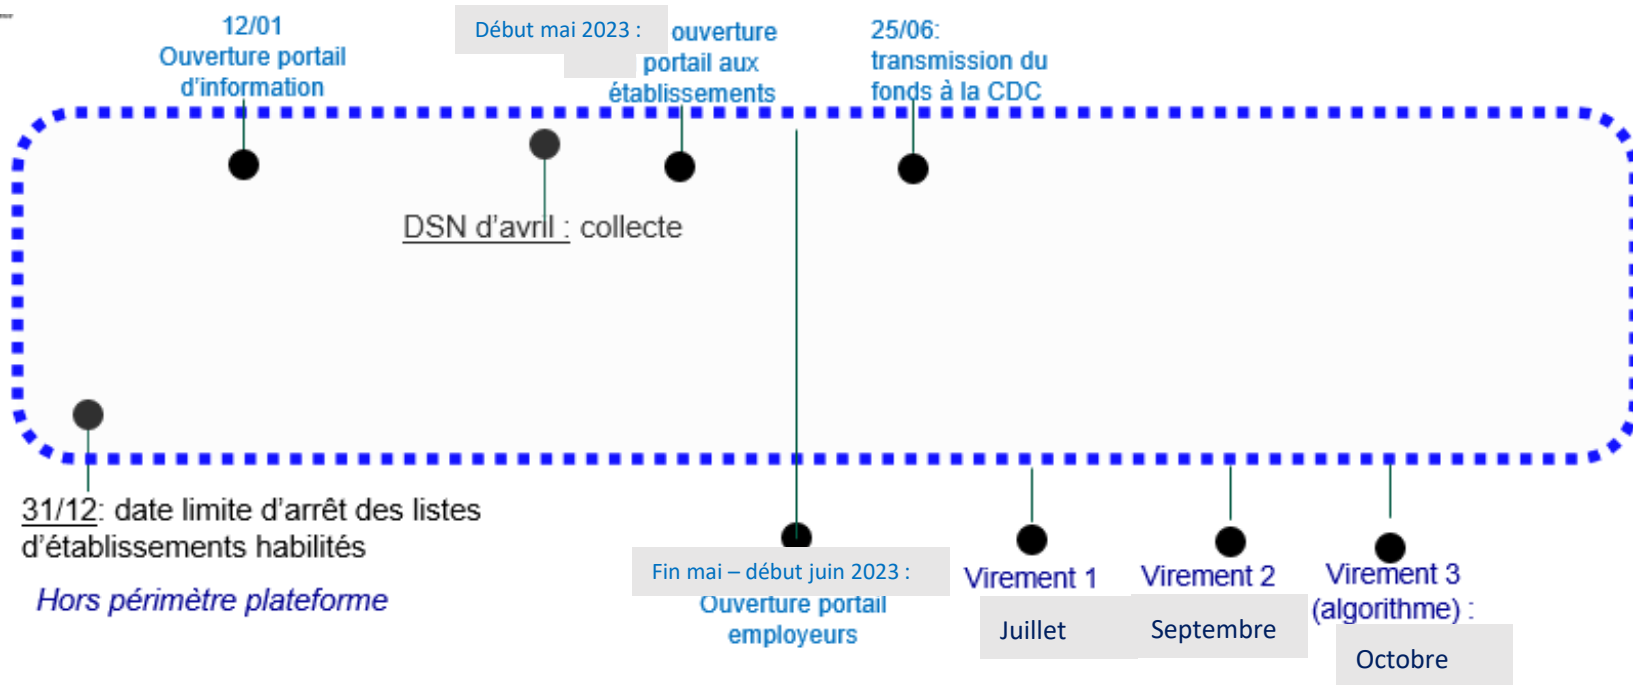 12/01
Ouverture portail
d'information
Début mai 2023 :
ouverture
portail aux
établissements
25/06:
transmission du
fonds à la CDC
DSN d'avril : collecte
31/12: date limite d'arrêt des listes
d'établissements habilités
Hors périmètre plateforme
Fin mai – début juin 2023 :
Ouverture portail
employeurs
Virement 1
Juillet
Virement 2
Septembre
Virement 3
(algorithme) :
Octobre